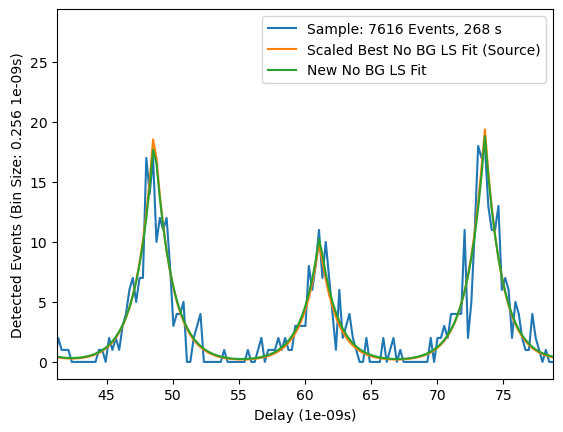 Sample: 7616 Events, 268 s
Scaled Best No BG LS Fit (Source)
New No BG LS Fit
Detected Events (Bin Size: 0.256 1e-09s)
25
20
15
10
5
0
45 50 55 60 65 70 75
Delay (1e-09s)